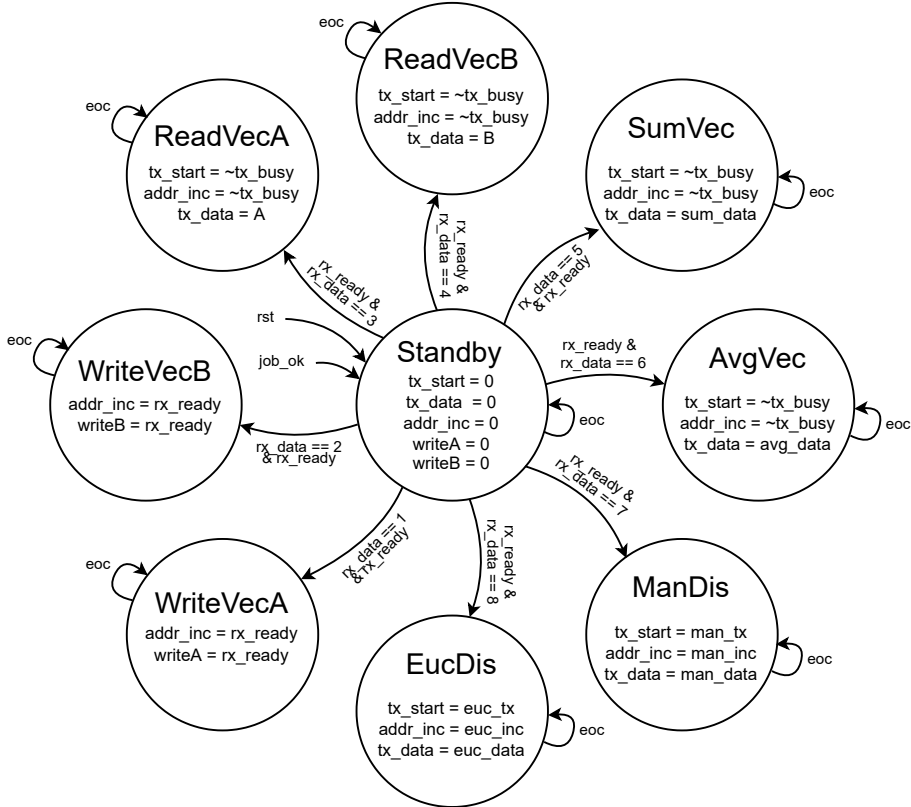 eoc
ReadVecB
tx_start = ~tx_busy
addr_inc = ~tx_busy
tx_data = B
eoc
ReadVecA
tx_start = ~tx_busy
addr_inc = ~tx_busy
tx_data = A
SumVec
tx_start = ~tx_busy
addr_inc = ~tx_busy
tx_data = sum_data
eoc
rx_ready &
rx_data == 3
rx_ready &
rx_data == 4
rx_data == 5
& rx_ready
rst
job_ok
Standby
tx_start = 0
tx_data = 0
addr_inc = 0
writeA = 0
writeB = 0
eoc
eoc
WriteVecB
addr_inc = rx_ready
writeB = rx_ready
rx_data == 2
& rx_ready
rx_ready &
rx_data == 6
AvgVec
tx_start = ~tx_busy
addr_inc = ~tx_busy
tx_data = avg_data
eoc
rx_data == 1
& rx_ready
rx_ready &
rx_data == 8
rx_ready &
rx_data == 7
eoc
WriteVecA
addr_inc = rx_ready
writeA = rx_ready
EucDis
tx_start = euc_tx
addr_inc = euc_inc
tx_data = euc_data
eoc
ManDis
tx_start = man_tx
addr_inc = man_inc
tx_data = man_data
eoc